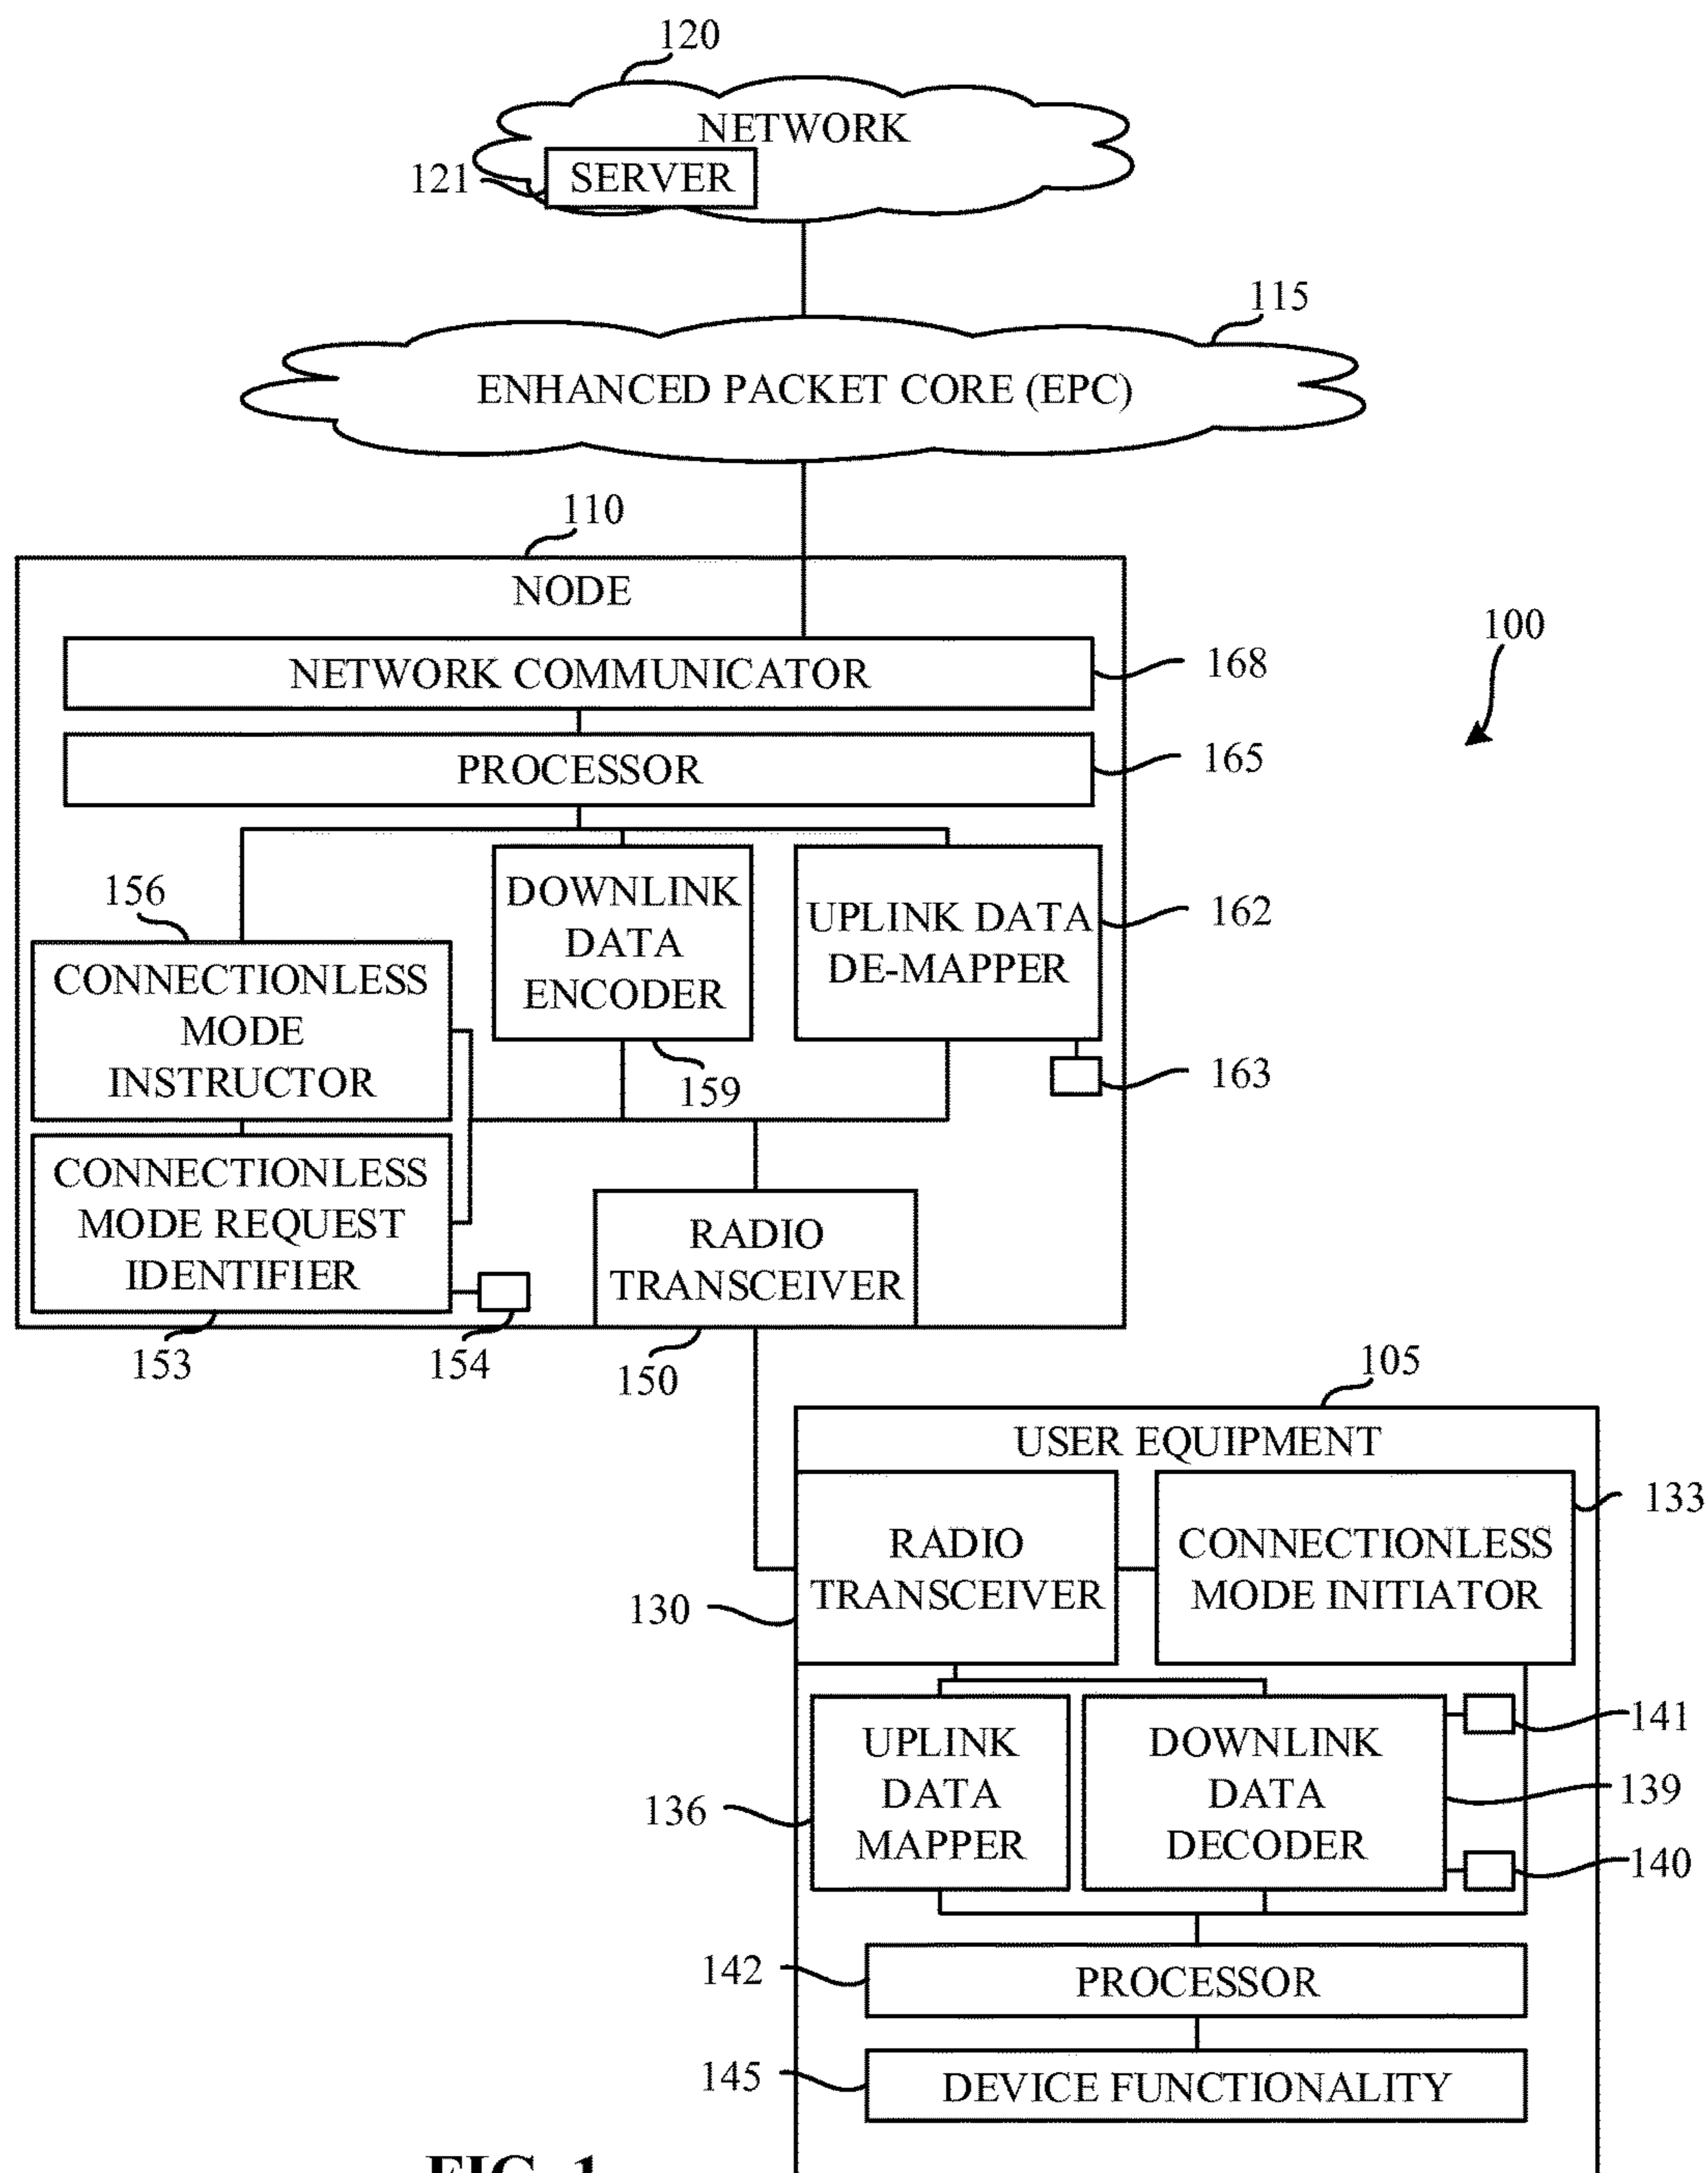 120
NETWORK
121
SERVER
115
ENHANCED PACKET CORE (EPC)
110
NODE
100
NETWORK COMMUNICATOR
168
PROCESSOR
165
156
DOWNLINK
DATA
ENCODER
159
UPLINK DATA
DE-MAPPER
162
163
CONNECTIONLESS
MODE
INSTRUCTOR
CONNECTIONLESS
MODE REQUEST
IDENTIFIER
153
154
RADIO
TRANSCEIVER
150
105
USER EQUIPMENT
RADIO
TRANSCEIVER
130
CONNECTIONLESS
MODE INITIATOR
133
UPLINK
DATA
MAPPER
136
DOWNLINK
DATA
DECODER
141
139
140
142
PROCESSOR
145
DEVICE FUNCTIONALITY
FIG. 1